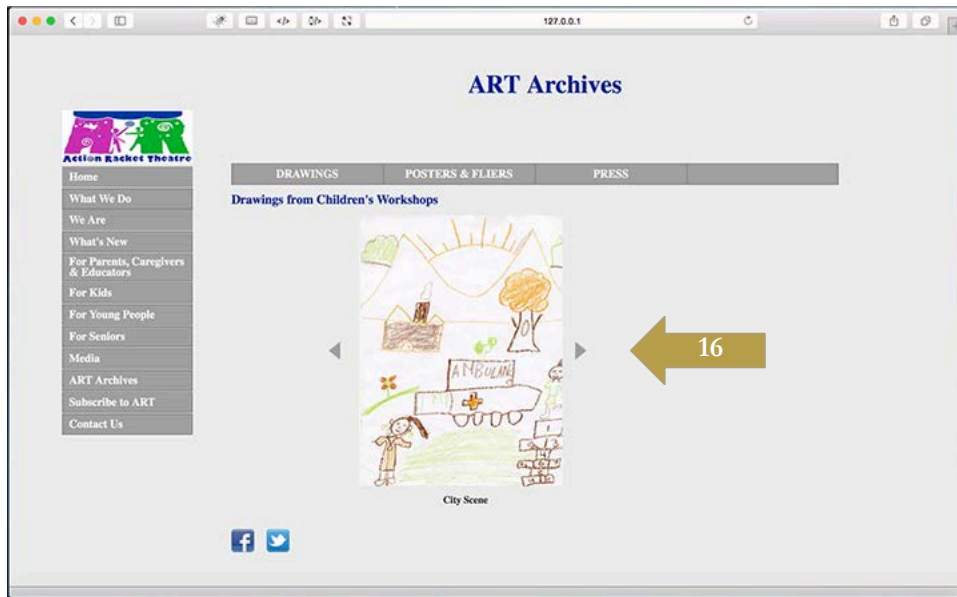 127.0.0.1
ART Archives
Action Racket Theatre
Home
What We Do
We Are
What's New
For Parents, Caregivers
& Educators
For Kids
For Young People
For Seniors
Media
ART Archives
Subscribe to ART
Contact Us
DRAWINGS POSTERS & FLIERS PRESS
Drawings from Children's Workshops
AMBULANC
16
City Scene